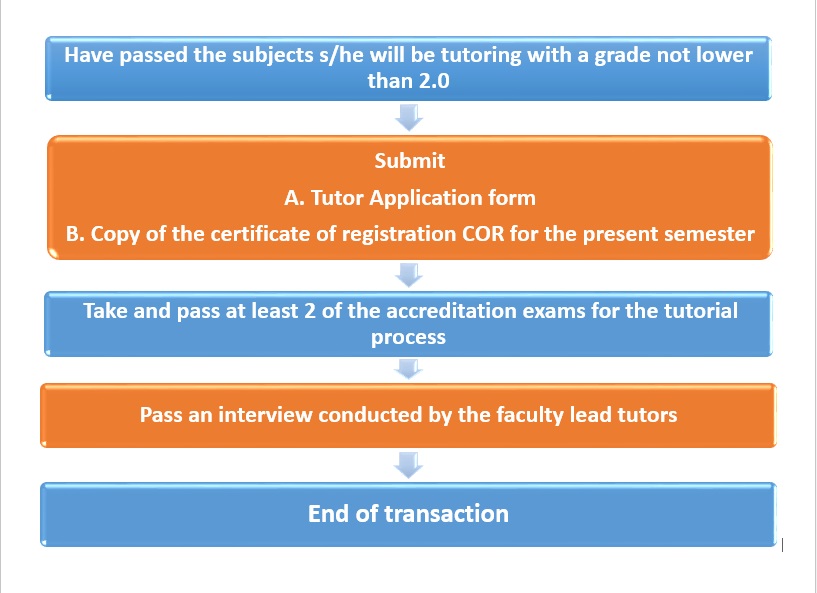 Have passed the subjects s/he will be tutoring with a grade not lower
than 2.0
Submit
A. Tutor Application form
B. Copy of the certificate of registration COR for the present semester
Take and pass at least 2 of the accreditation exams for the tutorial
process
Pass an interview conducted by the faculty lead tutors
End of transaction